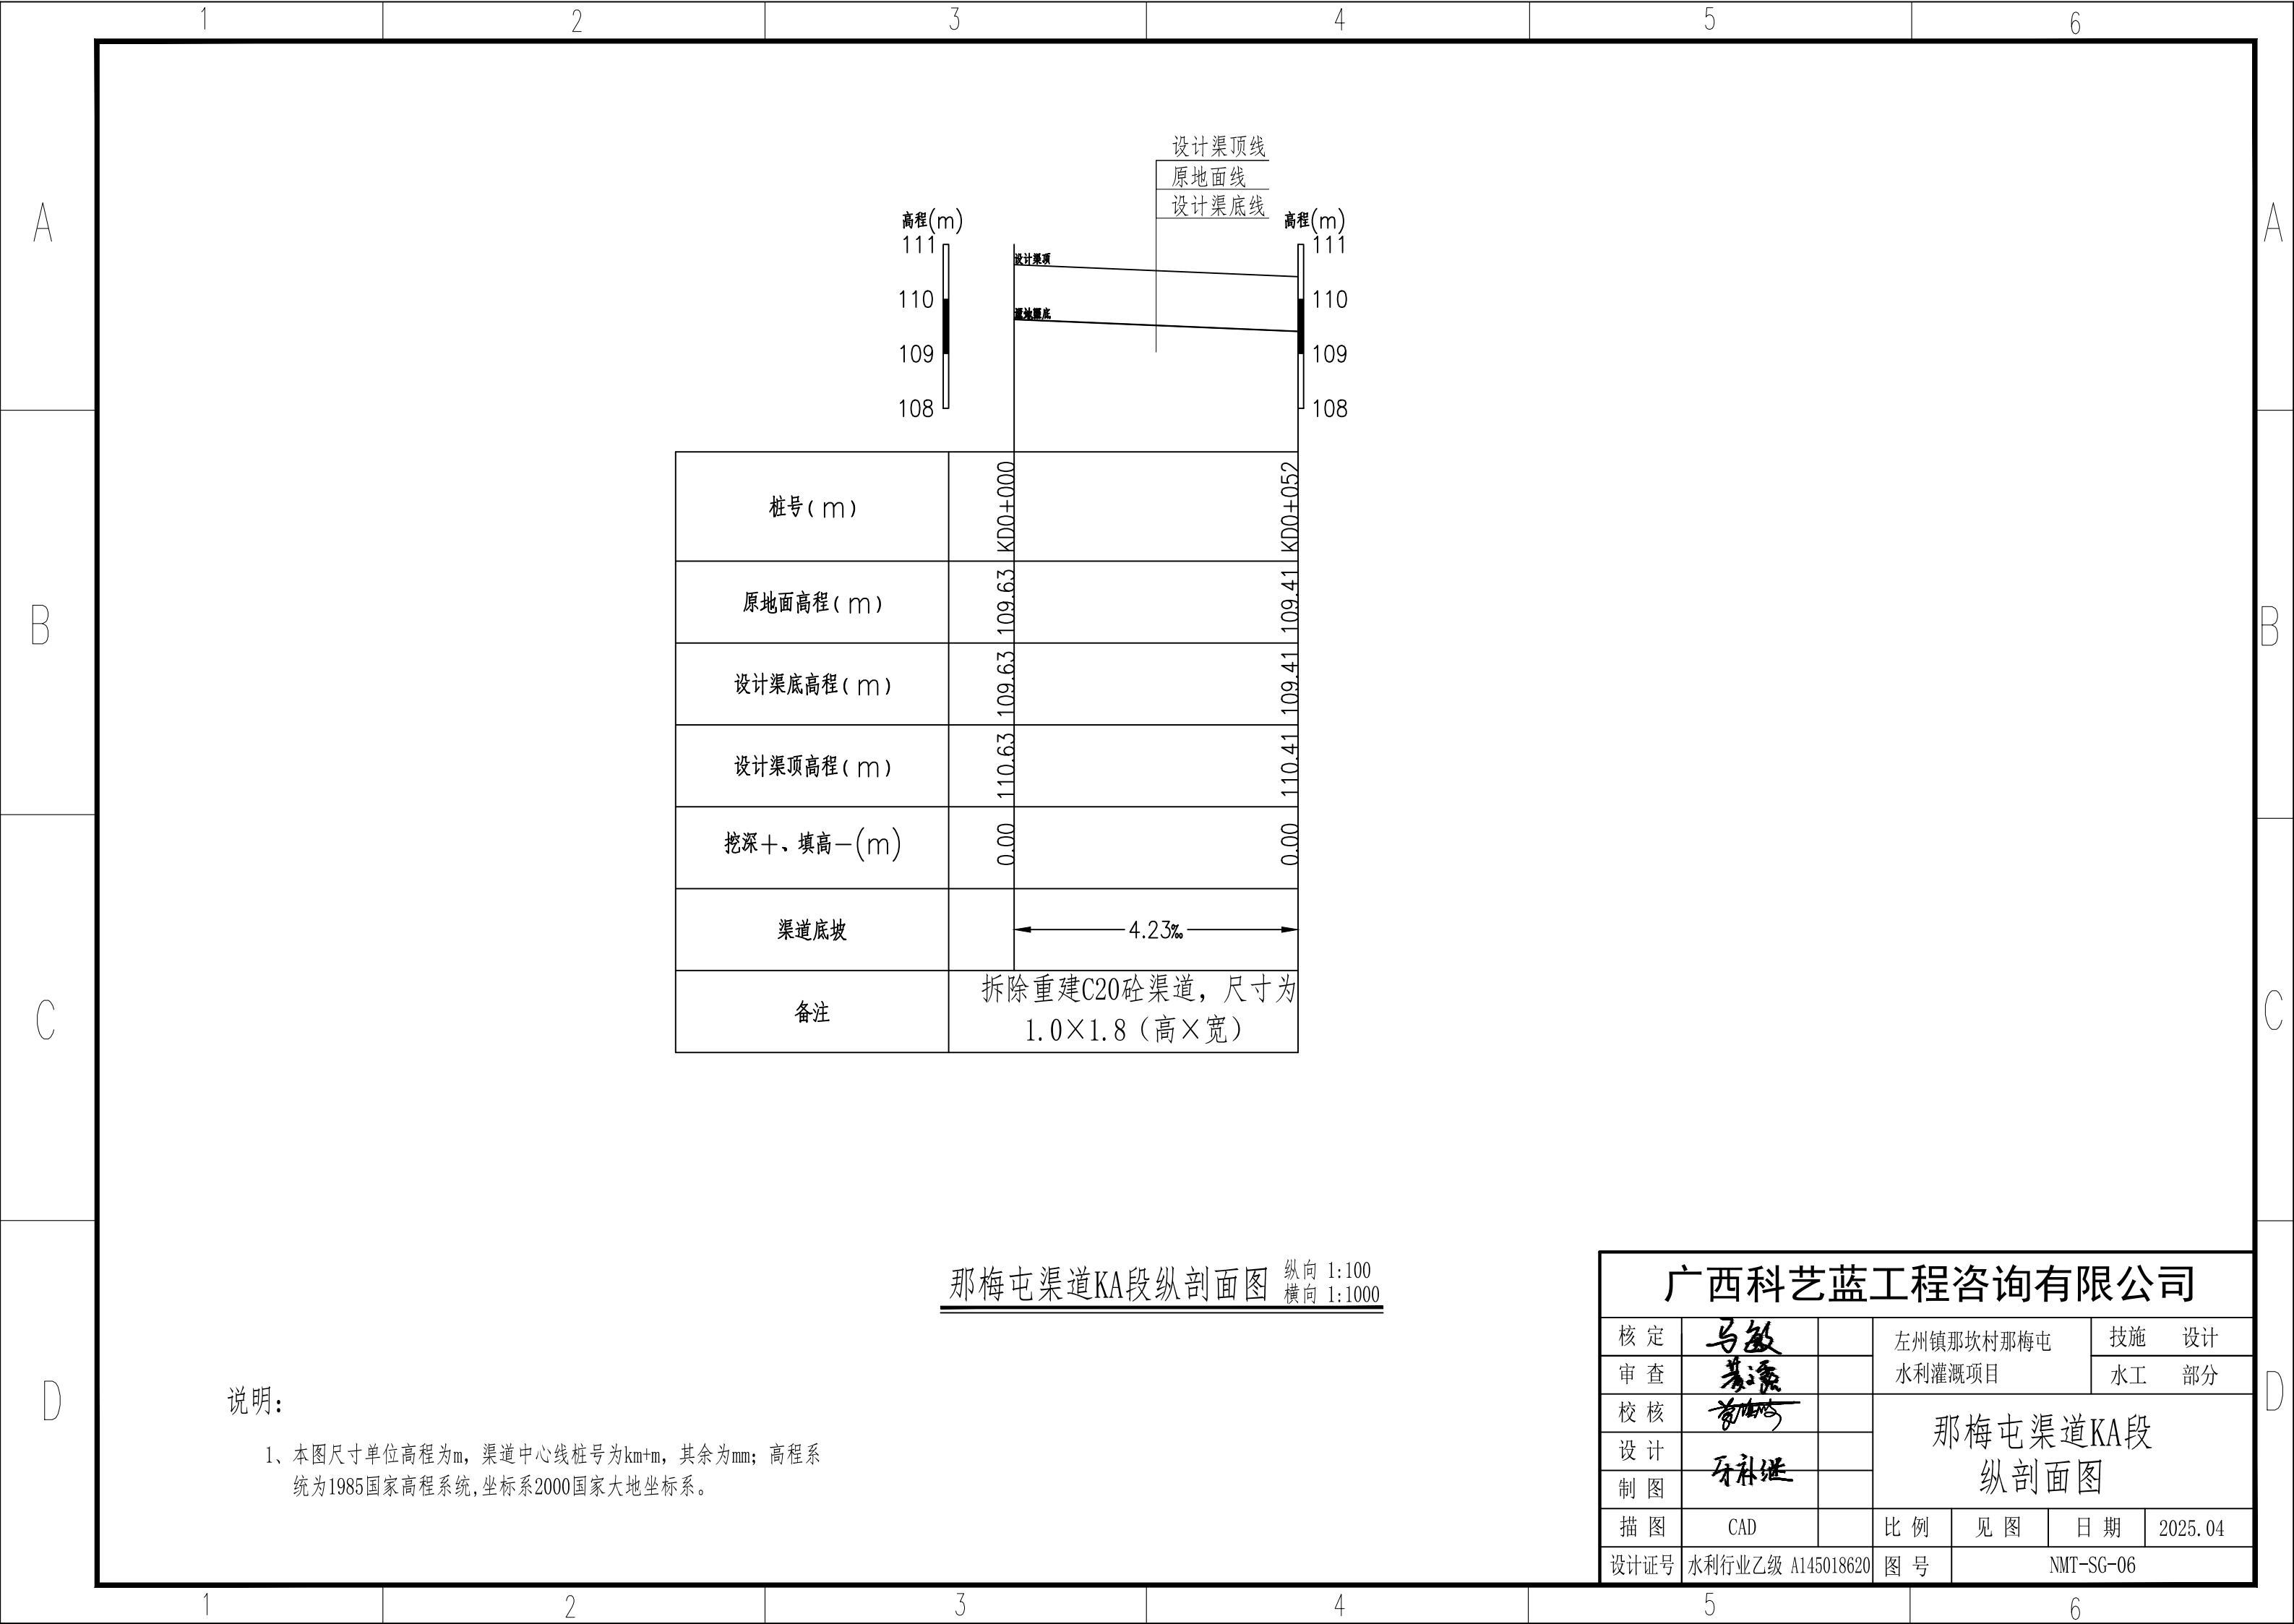 1 2 3 4 5 6
设计渠顶线
原地面线
设计渠底线
高程(m) 高程(m)
111 111
设计渠顶
110 110
109 109
108 108
桩号(m) KD0+000 KD0+052
原地面高程(m) 109.63 109.41
设计渠底高程(m) 109.63 109.41
设计渠顶高程(m) 110.63 110.41
挖深+、填高-(m) 0.00 0.00
渠道底坡 4.23‰
备注 拆除重建C20砼渠道，尺寸为
1.0×1.8（高×宽）
A A
B B
C C
D D
那梅屯渠道KA段纵剖面图 纵向 1:100
横向 1:1000
说明:
1、本图尺寸单位高程为m，渠道中心线桩号为km+m，其余为mm；高程系
统为1985国家高程系统,坐标系2000国家大地坐标系。
广西科艺蓝工程咨询有限公司
核 定 马敏 左州镇那坎村那梅屯 技施 设计
审 查 水利灌溉项目 水工 部分
校 核 那梅屯渠道KA段
设 计 纵剖面图
制 图
描 图 CAD 比 例 见 图 日 期 2025.04
设计证号 水利行业乙级 A145018620 图 号 NMT-SG-06
1 2 3 4 5 6